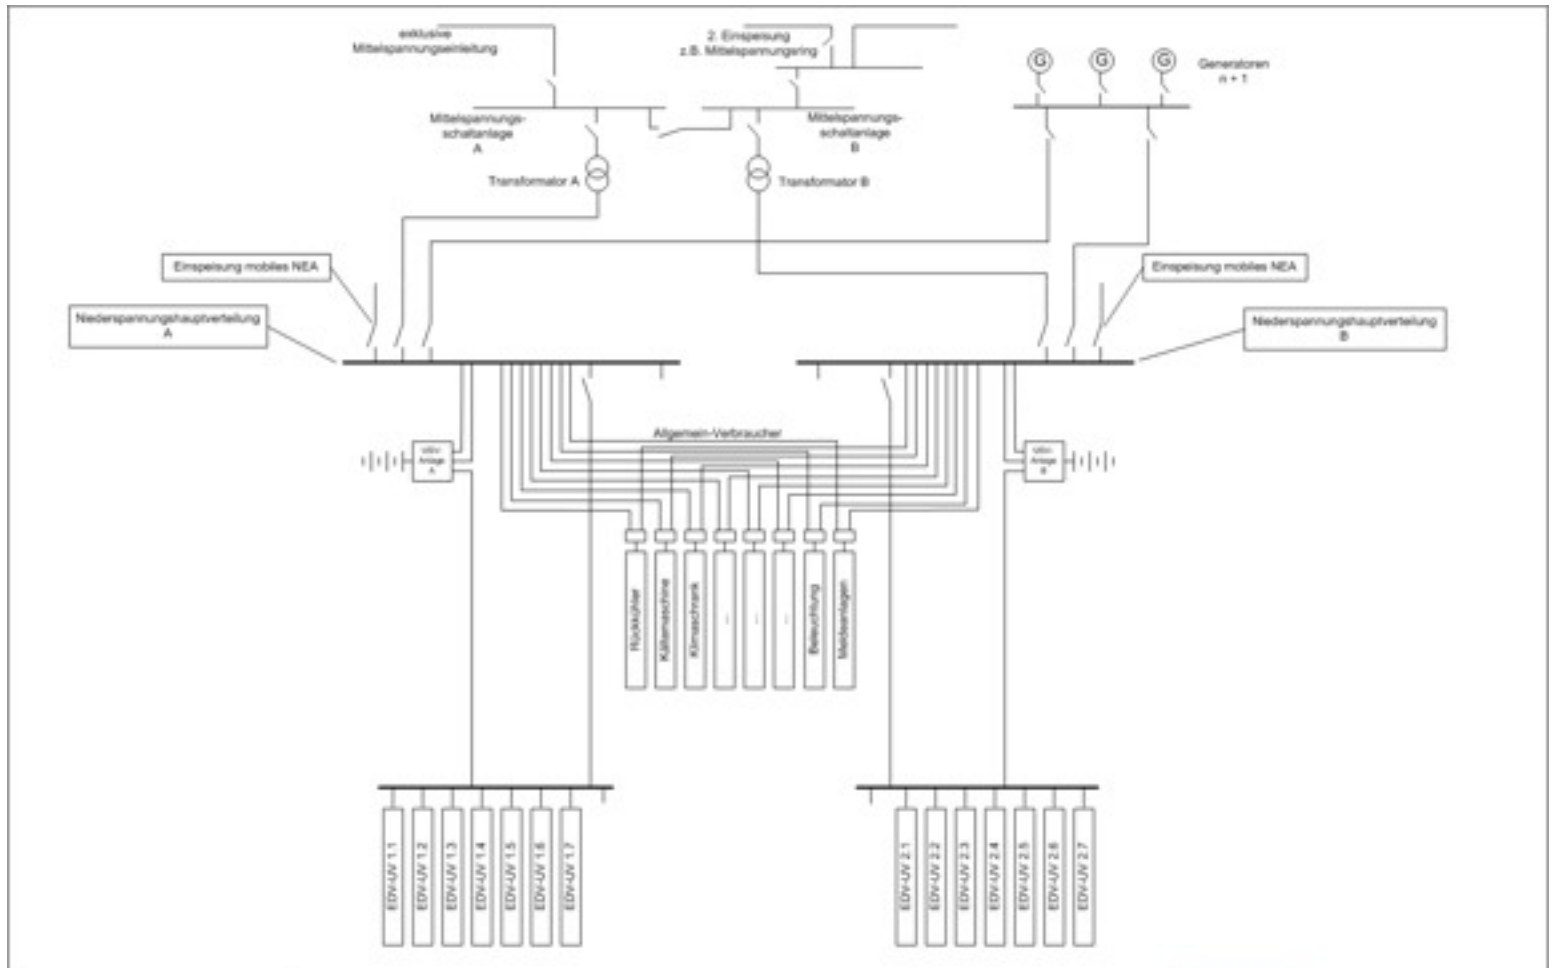 exklusive
Mittelspannungseinleitung
2. Einspeisung
z.B. Mittelspannungsring
G
G
G
Generatoren
n + 1
Mittelspannungs-
schaltanlage
A
Mittelspannungs-
schaltanlage
B
Transformator A
Transformator B
Einspeisung mobiles NEA
Einspeisung mobiles NEA
Niederspannungshauptverteilung
A
Niederspannungshauptverteilung
B
Allgemein-Verbraucher
USV-
Anlage
A
USV-
Anlage
B
Rückkühler
Kältemaschine
Klimaschrank
...
...
...
Beleuchtung
Meldeanlagen
EDV-UV 1.1
EDV-UV 1.2
EDV-UV 1.3
EDV-UV 1.4
EDV-UV 1.5
EDV-UV 1.6
EDV-UV 1.7
EDV-UV 2.1
EDV-UV 2.2
EDV-UV 2.3
EDV-UV 2.4
EDV-UV 2.5
EDV-UV 2.6
EDV-UV 2.7